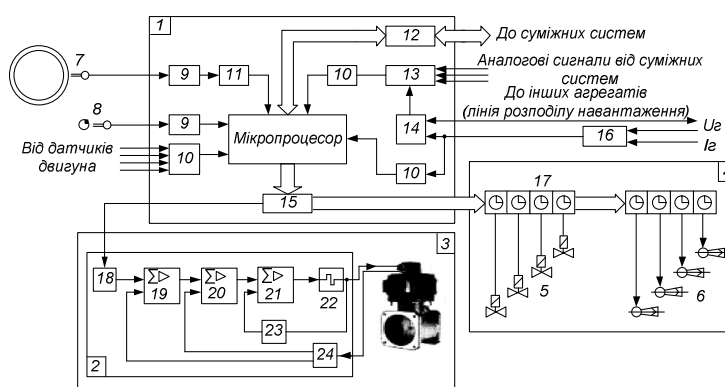 1
12
До суміжних систем
7
9
11
10
13
Аналогові сигнали від суміжних
систем
До інших агрегатів
(лінія розподілу навантаження)
8
9
Мікропроцесор
14
16
Uг
Iг
Від датчиків
двигуна
10
10
15
17
3
18
Σ▷
19
Σ▷
20
Σ▷
21
22
5
6
23
24
2